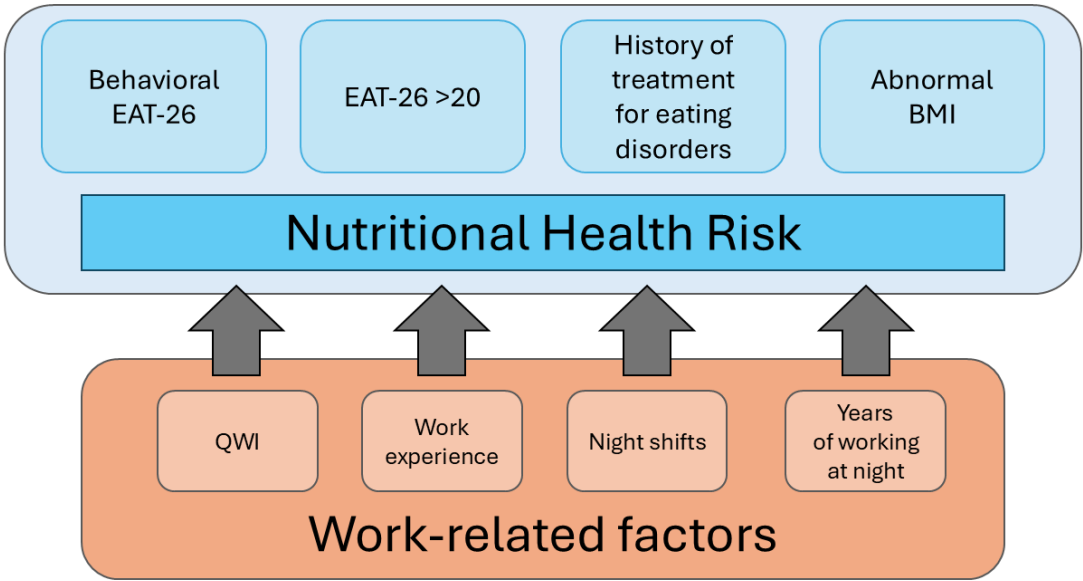 Behavioral
EAT-26
EAT-26 >20
History of
treatment
for eating
disorders
Abnormal
BMI
Nutritional Health Risk
QWI
Work
experience
Night shifts
Years
of working
at night
Work-related factors